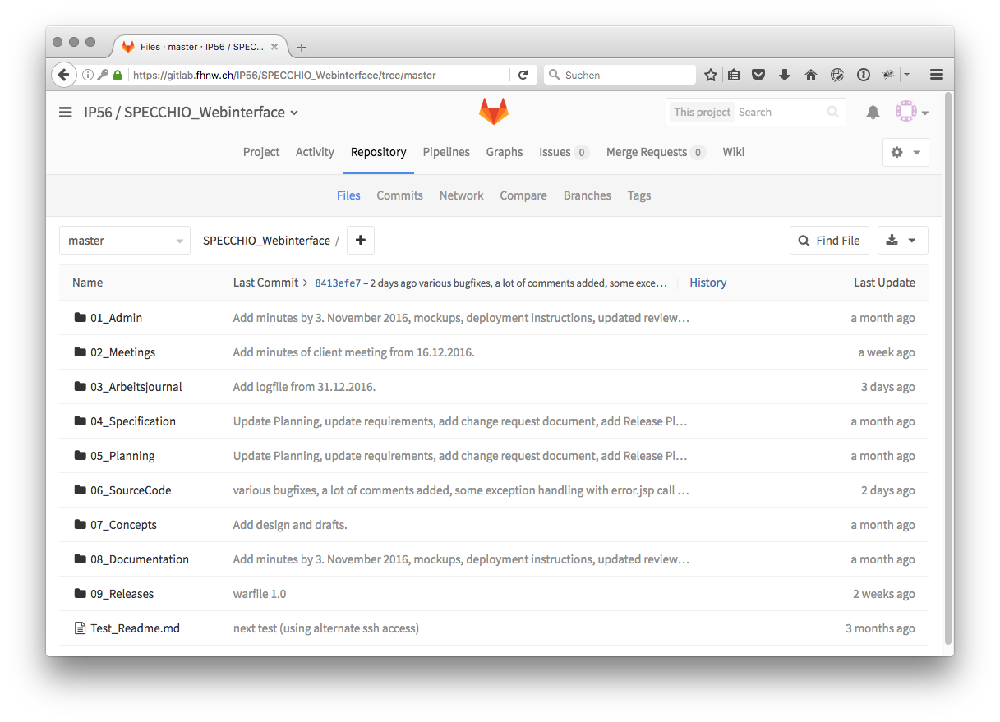 Files · master · IP56 / SPEC...
https://gitlab.fhnw.ch/IP56/SPECCHIO_Webinterface/tree/master
Suchen
IP56 / SPECCHIO_Webinterface
This project Search
Project Activity Repository Pipelines Graphs Issues 0 Merge Requests 0 Wiki
Files Commits Network Compare Branches Tags
master SPECCHIO_Webinterface / + Find File
Name Last Commit > 8413efe7 – 2 days ago various bugfixes, a lot of comments added, some exce... History Last Update
01_Admin Add minutes by 3. November 2016, mockups, deployment instructions, updated review... a month ago
02_Meetings Add minutes of client meeting from 16.12.2016. a week ago
03_Arbeitsjournal Add logfile from 31.12.2016. 3 days ago
04_Specification Update Planning, update requirements, add change request document, add Release Pl... a month ago
05_Planning Update Planning, update requirements, add change request document, add Release Pl... a month ago
06_SourceCode various bugfixes, a lot of comments added, some exception handling with error.jsp call ... 2 days ago
07_Concepts Add design and drafts. a month ago
08_Documentation Add minutes by 3. November 2016, mockups, deployment instructions, updated review... a month ago
09_Releases warfile 1.0 2 weeks ago
Test_Readme.md next test (using alternate ssh access) 3 months ago